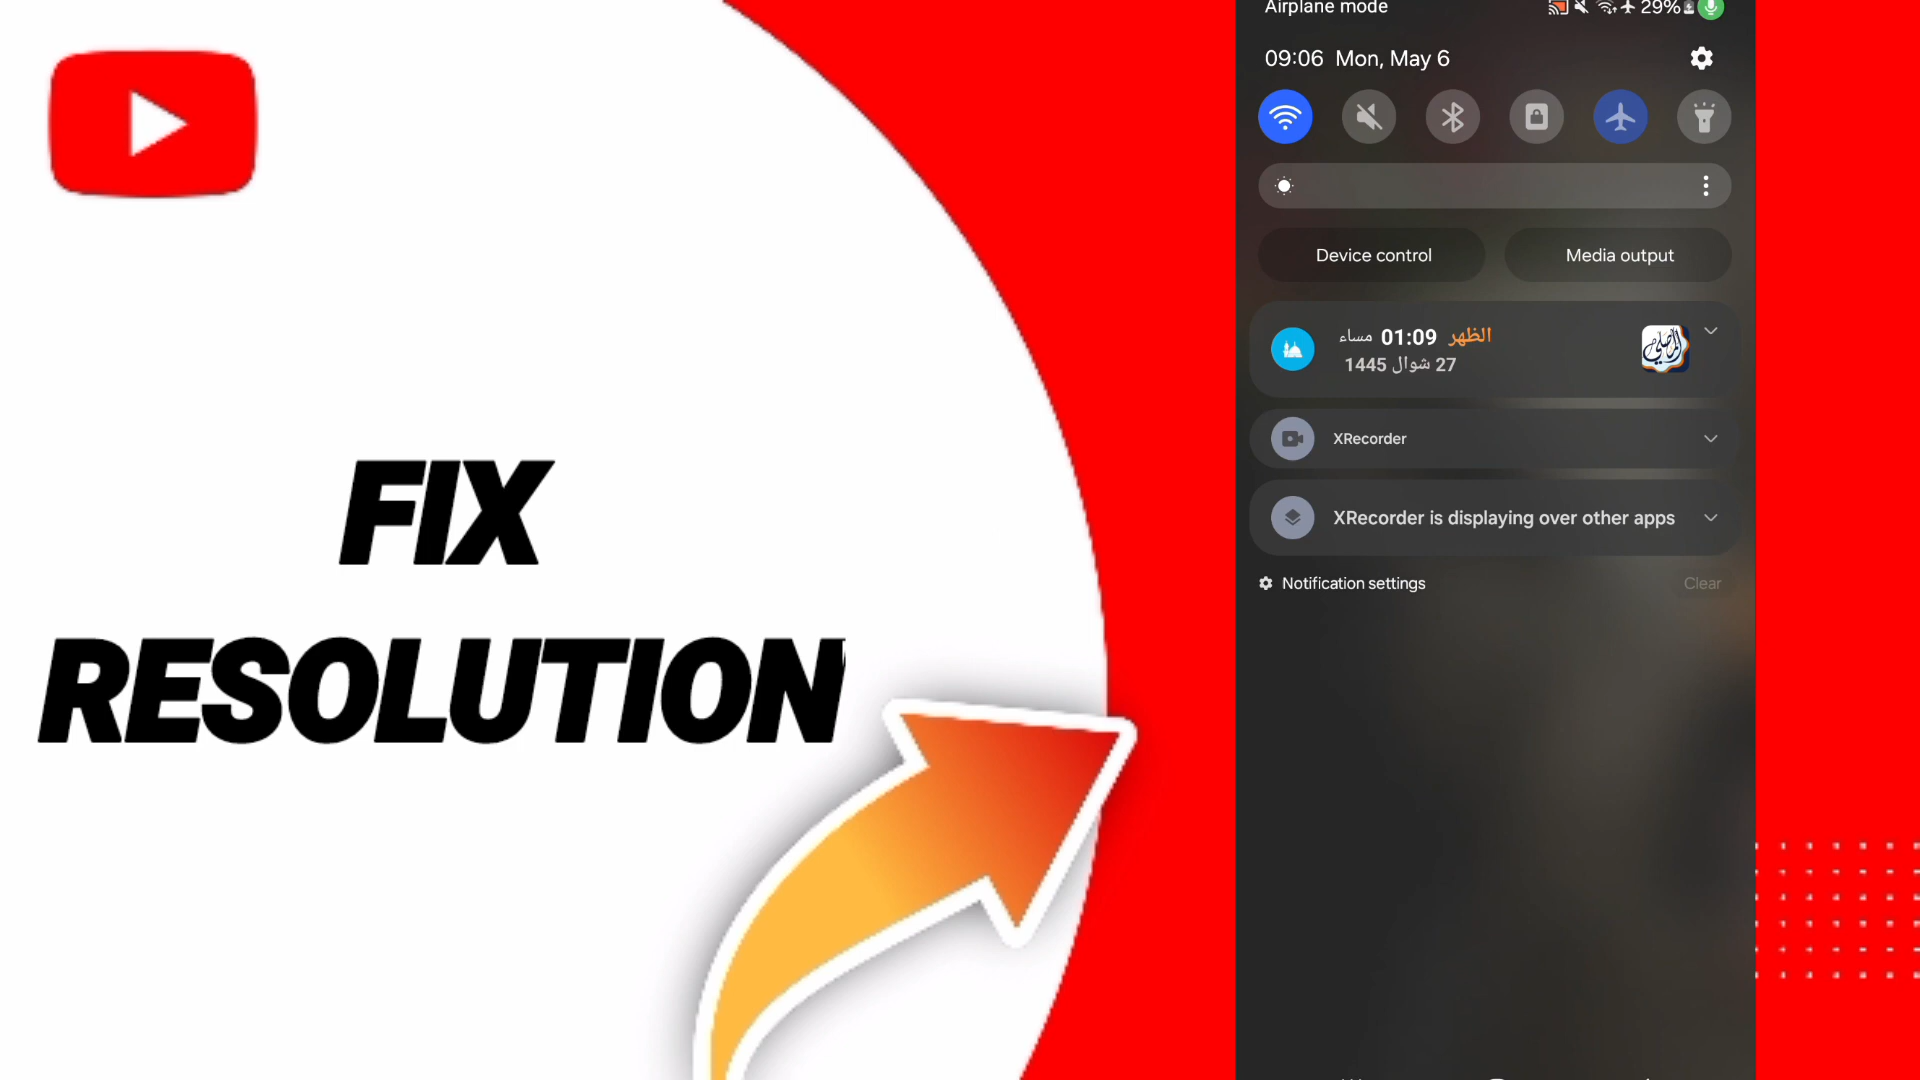 FIX
RESOLUTION
Airplane mode
29%
09:06 Mon, May 6
Device control
Media output
الظهر 01:09 مساء
27 شوال 1445
المصلي
XRecorder
XRecorder is displaying over other apps
Notification settings
Clear